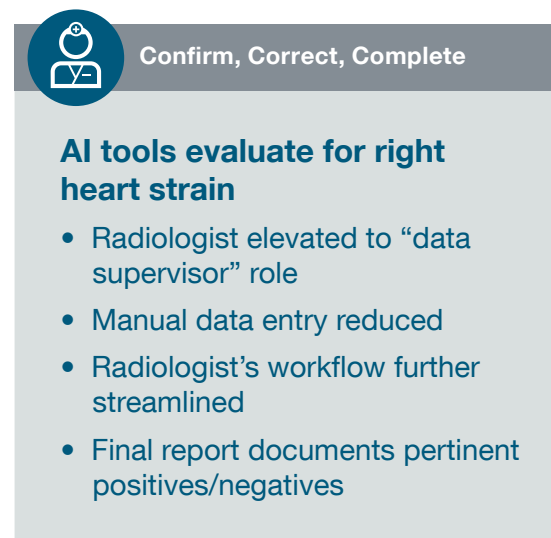 Confirm, Correct, Complete
AI tools evaluate for right
heart strain
• Radiologist elevated to “data
supervisor” role
• Manual data entry reduced
• Radiologist’s workflow further
streamlined
• Final report documents pertinent
positives/negatives